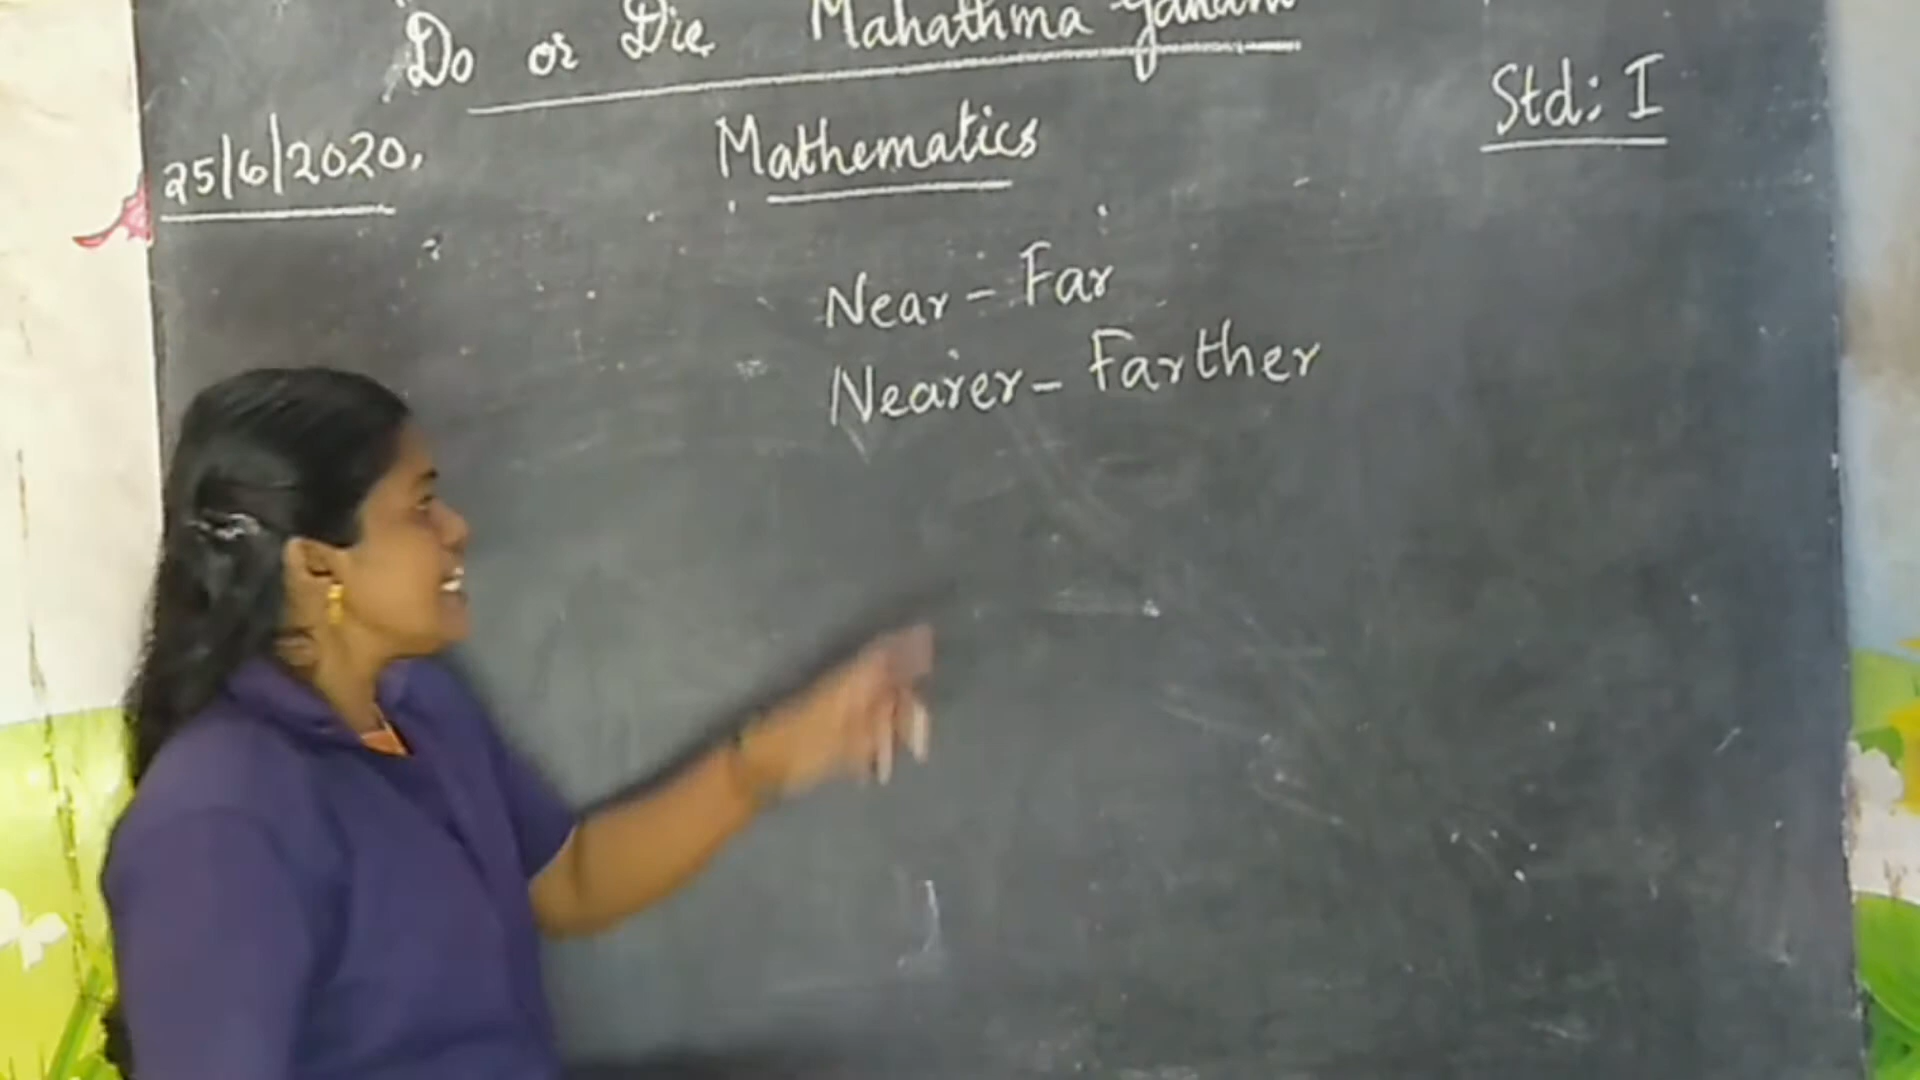 Do or Die Mahathma Gandhi
Std: I
25/6/2020.
Mathematics
Near - Far
Nearer - Farther